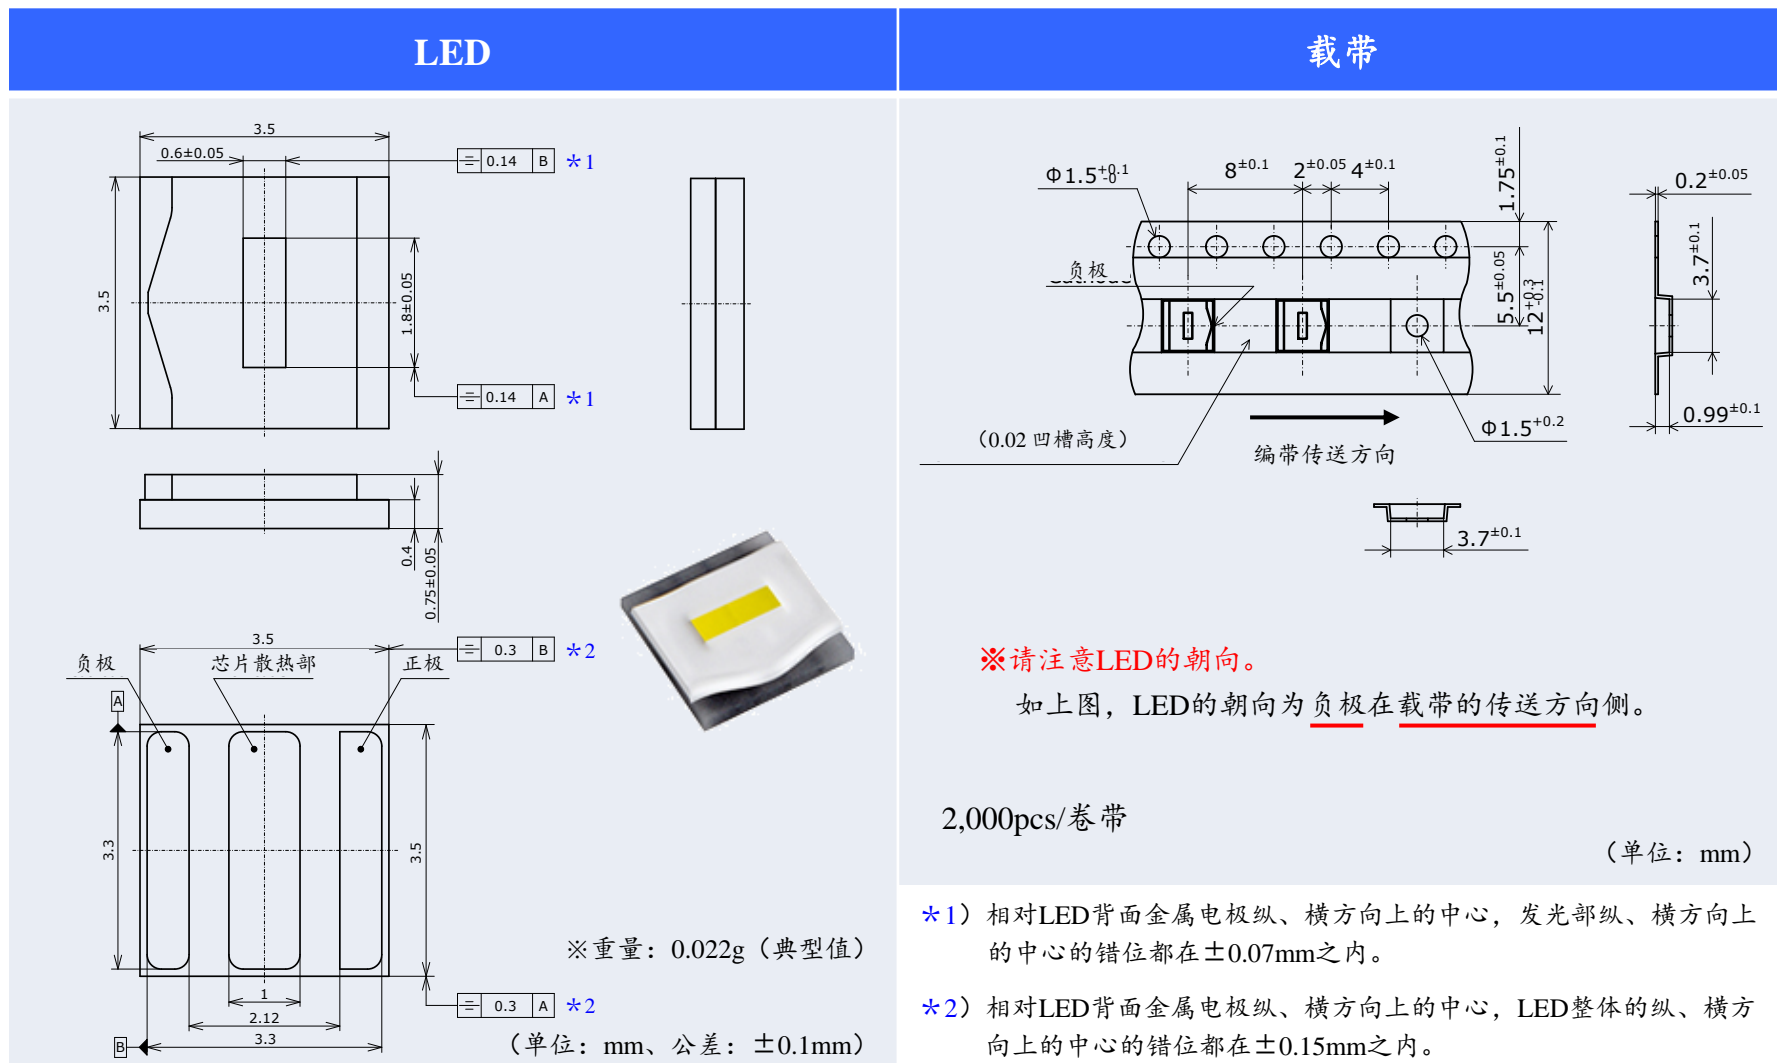 LED
载带
3.5
0.6±0.05
0.14 B *1
3.5
1.8±0.05
0.14 A *1
0.4
0.75±0.05
3.5
0.3 B *2
负极
芯片散热部
正极
A
3.3
3.5
※重量：0.022g（典型值）
1
0.3 A *2
2.12
3.3
B
（单位：mm、公差：±0.1mm）
Φ1.5+0.1 -0
8±0.1
2±0.05
4±0.1
1.75±0.1
0.2±0.05
负极
5.5±0.05
12+0.3 -0.1
3.7±0.1
（0.02 凹槽高度）
编带传送方向
Φ1.5+0.2
0.99±0.1
3.7±0.1
※请注意LED的朝向。
如上图，LED的朝向为负极在载带的传送方向侧。
2,000pcs/卷带
（单位：mm）
*1）相对LED背面金属电极纵、横方向上的中心，发光部纵、横方向上
的中心的错位都在±0.07mm之内。
*2）相对LED背面金属电极纵、横方向上的中心，LED整体的纵、横方
向上的中心的错位都在±0.15mm之内。